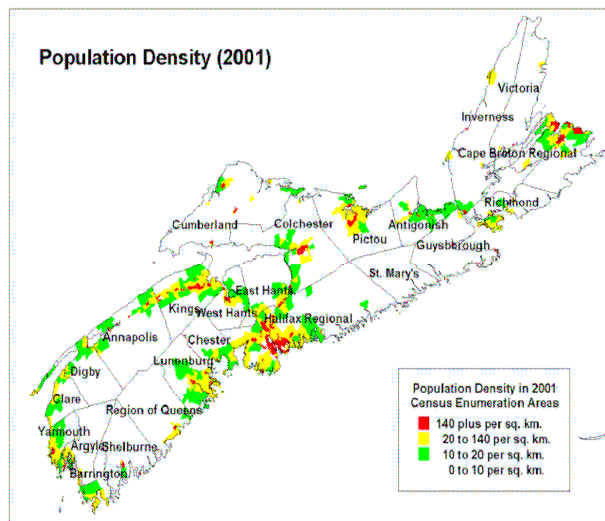 Population Density (2001)
Victoria
Inverness
Cape Breton Regional
Richmond
Cumberland
Colchester
Antigonish
Pictou
Guysborough
St. Mary's
East Hants
Kings
West Hants
Halifax Regional
Annapolis
Chester
Lunenburg
Digby
Clare
Region of Queens
Yarmouth
Argyle
Shelburne
Barrington
Population Density in 2001
Census Enumeration Areas
140 plus per sq. km.
20 to 140 per sq. km.
10 to 20 per sq. km.
0 to 10 per sq. km.